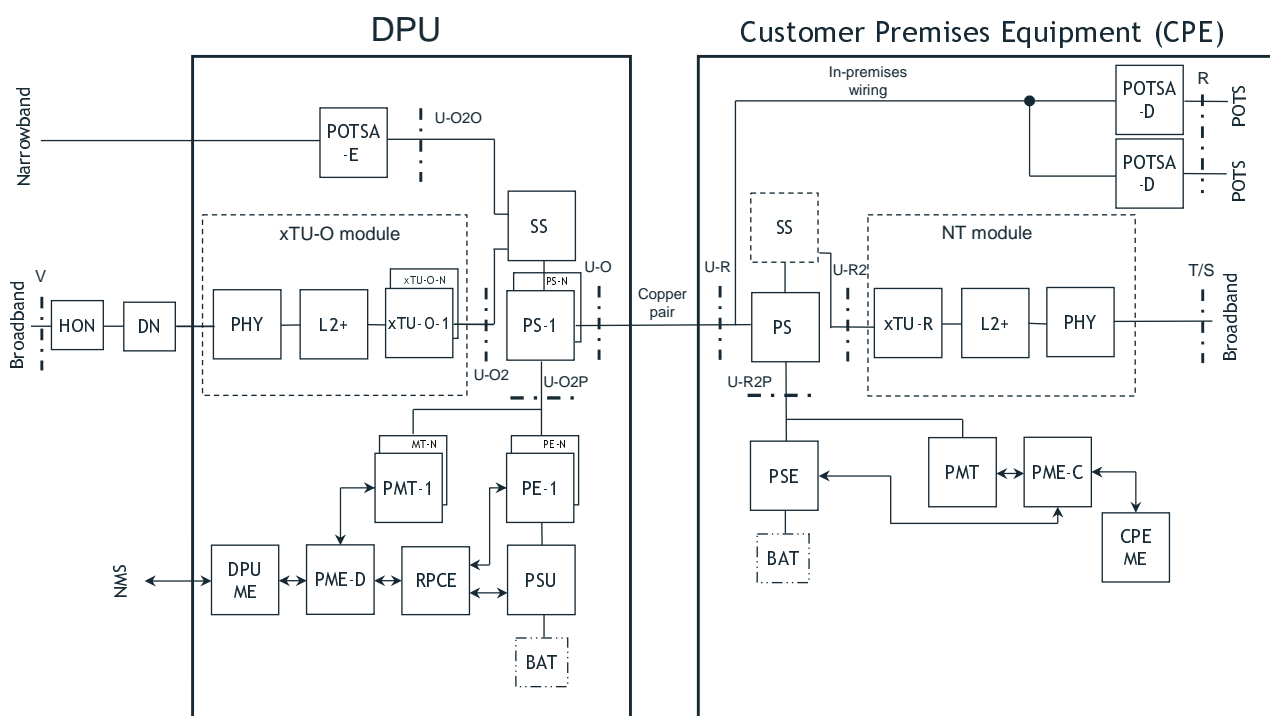 DPU
Customer Premises Equipment (CPE)
In-premises
wiring
POTSA
-D
R
POTS
Narrowband
POTSA
-E
U-O2O
POTSA
-D
POTS
SS
SS
xTU-O module
NT module
V
Broadband
HON
DN
PHY
L2+
xTU-O-N
xTU-O-1
U-O2
PS-N
PS-1
U-O
Copper
pair
U-R
PS
U-R2
xTU-R
L2+
PHY
T/S
Broadband
U-O2P
U-R2P
MT-N
PMT-1
PE-N
PE-1
PSE
PMT
PME-C
BAT
CPE
ME
NMS
DPU
ME
PME-D
RPCE
PSU
BAT